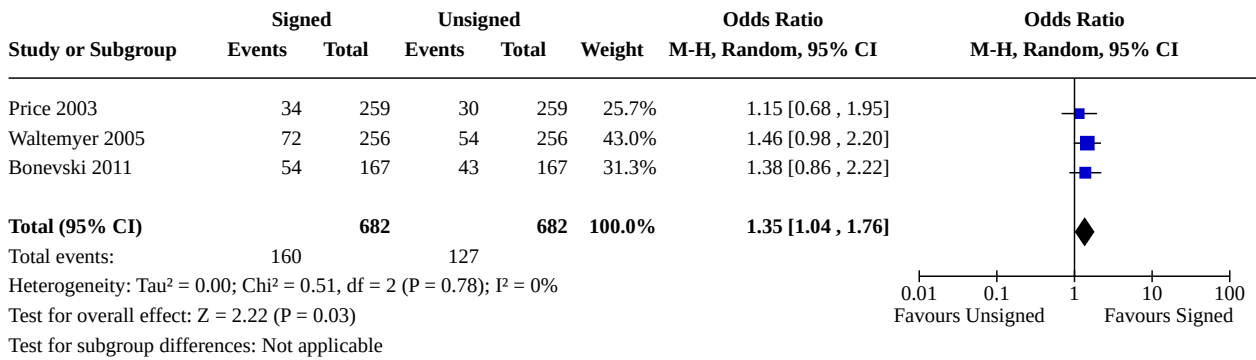 Signed Unsigned Odds Ratio Odds Ratio
Study or Subgroup Events Total Events Total Weight M-H, Random, 95% CI M-H, Random, 95% CI
Price 2003 34 259 30 259 25.7% 1.15 [0.68 , 1.95]
Waltemyer 2005 72 256 54 256 43.0% 1.46 [0.98 , 2.20]
Bonevski 2011 54 167 43 167 31.3% 1.38 [0.86 , 2.22]
Total (95% CI) 682 682 100.0% 1.35 [1.04 , 1.76]
Total events: 160 127
Heterogeneity: Tau² = 0.00; Chi² = 0.51, df = 2 (P = 0.78); I² = 0%
Test for overall effect: Z = 2.22 (P = 0.03)
Test for subgroup differences: Not applicable
0.01 0.1 1 10 100
Favours Unsigned Favours Signed